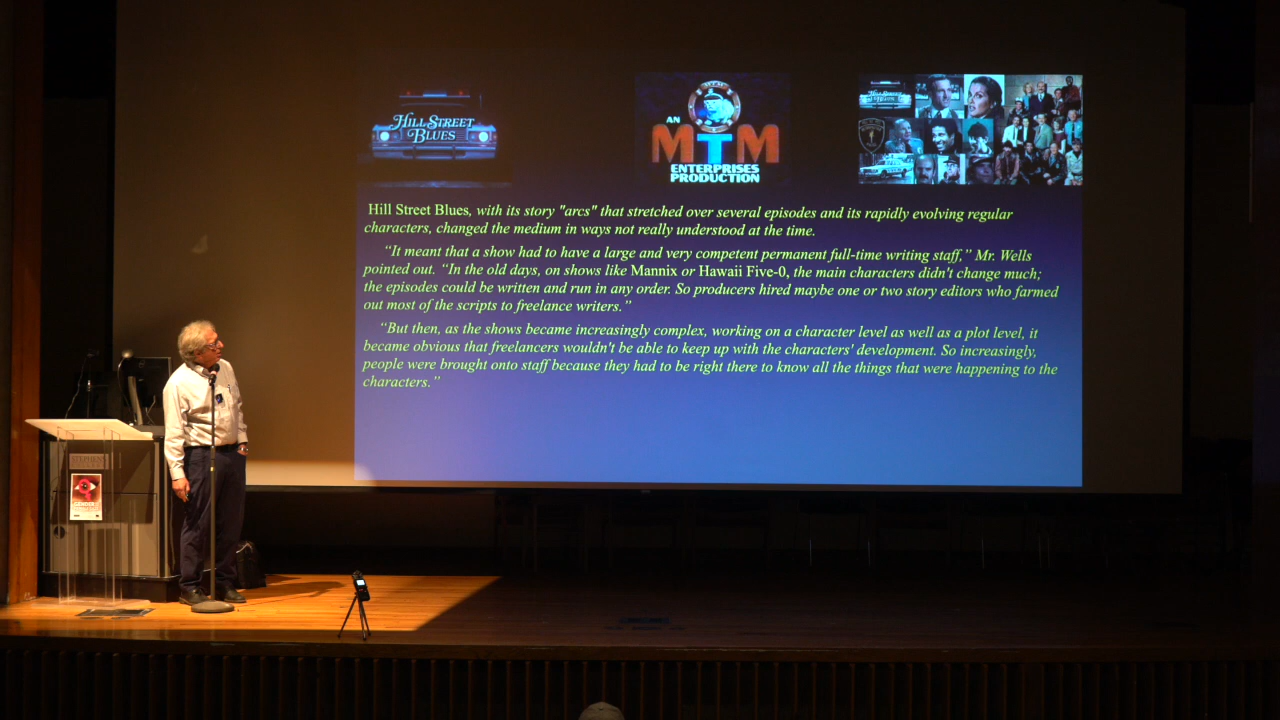 HILL STREET BLUES
AN
MTM
ENTERPRISES
PRODUCTION
Hill Street Blues, with its story "arcs" that stretched over several episodes and its rapidly evolving regular
characters, changed the medium in ways not really understood at the time.
“It meant that a show had to have a large and very competent permanent full-time writing staff,” Mr. Wells
pointed out. “In the old days, on shows like Mannix or Hawaii Five-0, the main characters didn't change much;
the episodes could be written and run in any order. So producers hired maybe one or two story editors who farmed
out most of the scripts to freelance writers.”
“But then, as the shows became increasingly complex, working on a character level as well as a plot level, it
became obvious that freelancers wouldn't be able to keep up with the characters' development. So increasingly,
people were brought onto staff because they had to be right there to know all the things that were happening to the
characters.”
STEPHENS